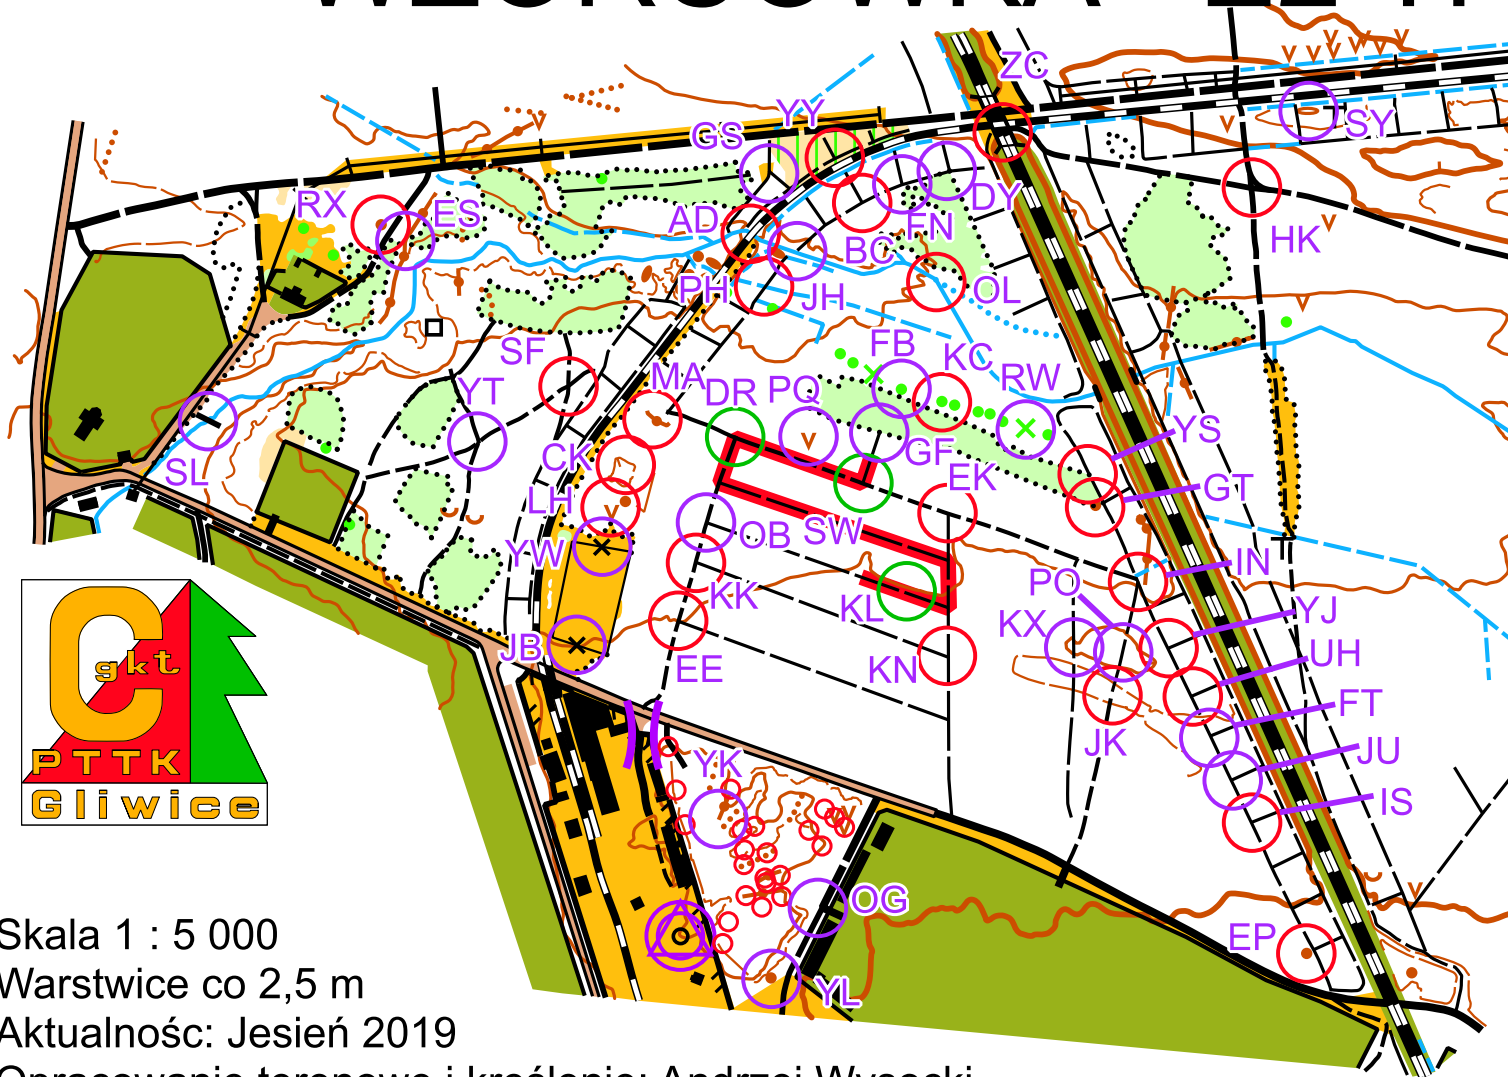 ZC
YY
GS
SY
RX
ES
AD
DY
FN
BC
HK
PH
JH
OL
SF
FB
KC
MA
DR
PQ
RW
YT
YS
GF
CK
SL
EK
GT
LH
SW
OB
YW
IN
PO
KK
KL
YJ
KX
JB
EE
KN
UH
FT
JK
JU
YK
IS
OG
EP
YL
C
gkt
PTTK
Gliwice
Skala 1 : 5 000
Warstwice co 2,5 m
Aktualnośc: Jesień 2019